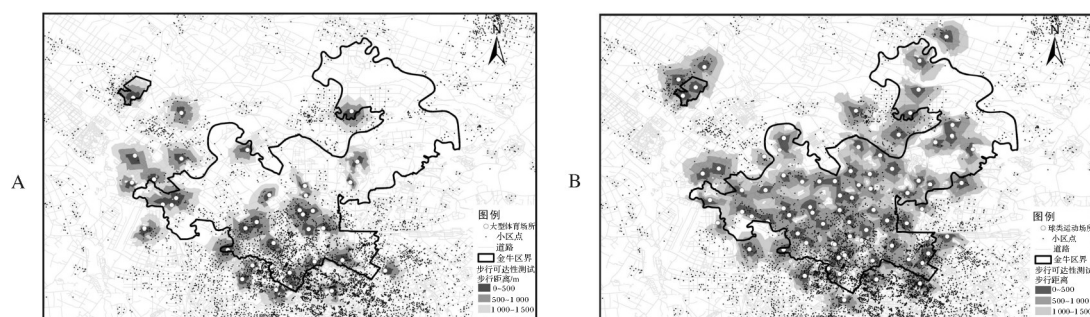 A
N
图例
大型体育场所
小区点
道路
金牛区界
步行可达性测试
步行距离/m
0~500
500~1 000
1 000~1 500
B
N
图例
球类运动场所
小区点
道路
金牛区界
步行可达性测试
步行距离
0~500
500~1 000
1 000~1 500